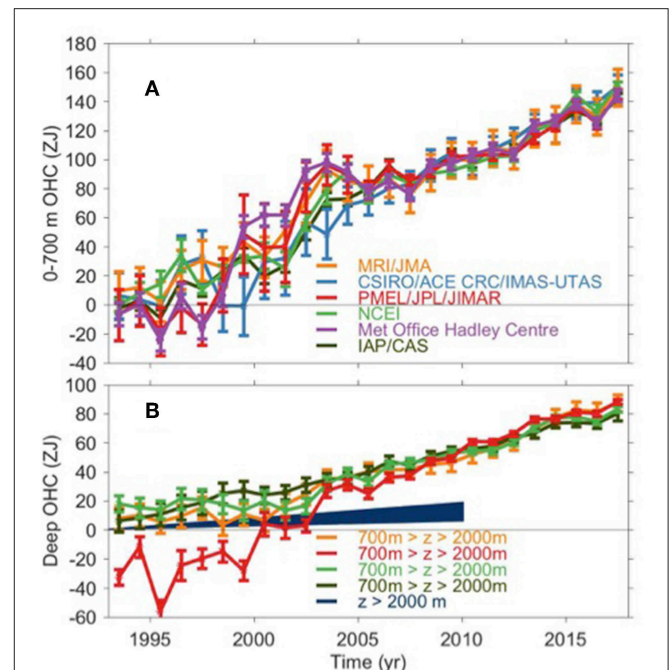 180
160
140
120
100
80
60
40
20
0
-20
-40
0-700 m OHC (ZJ)
A
MRI/JMA
CSIRO/ACE CRC/IMAS-UTAS
PMEL/JPL/JIMAR
NCEI
Met Office Hadley Centre
IAP/CAS
100
80
60
40
20
0
-20
-40
-60
Deep OHC (ZJ)
B
700m > z > 2000m
700m > z > 2000m
700m > z > 2000m
700m > z > 2000m
z > 2000 m
1995 2000 2005 2010 2015
Time (yr)